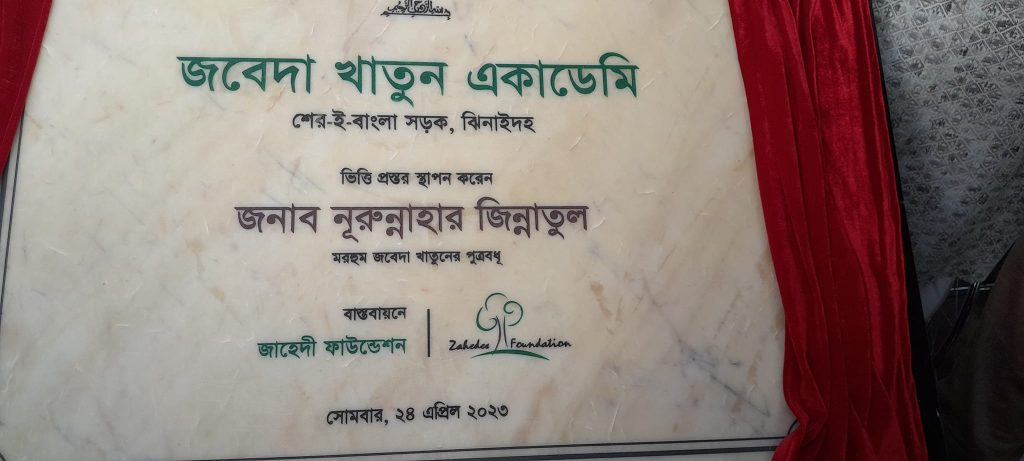 জবেদা খাতুন একাডেমি
শের-ই-বাংলা সড়ক, ঝিনাইদহ
ভিত্তি প্রস্তর স্থাপন করেন
জনাব নূরুন্নাহার জিন্নাতুল
মরহুম জবেদা খাতুনের পুত্রবধূ
বাস্তবায়নে
জাহেদী ফাউন্ডেশন
Zahedee Foundation
সোমবার, ২৪ এপ্রিল ২০২৩